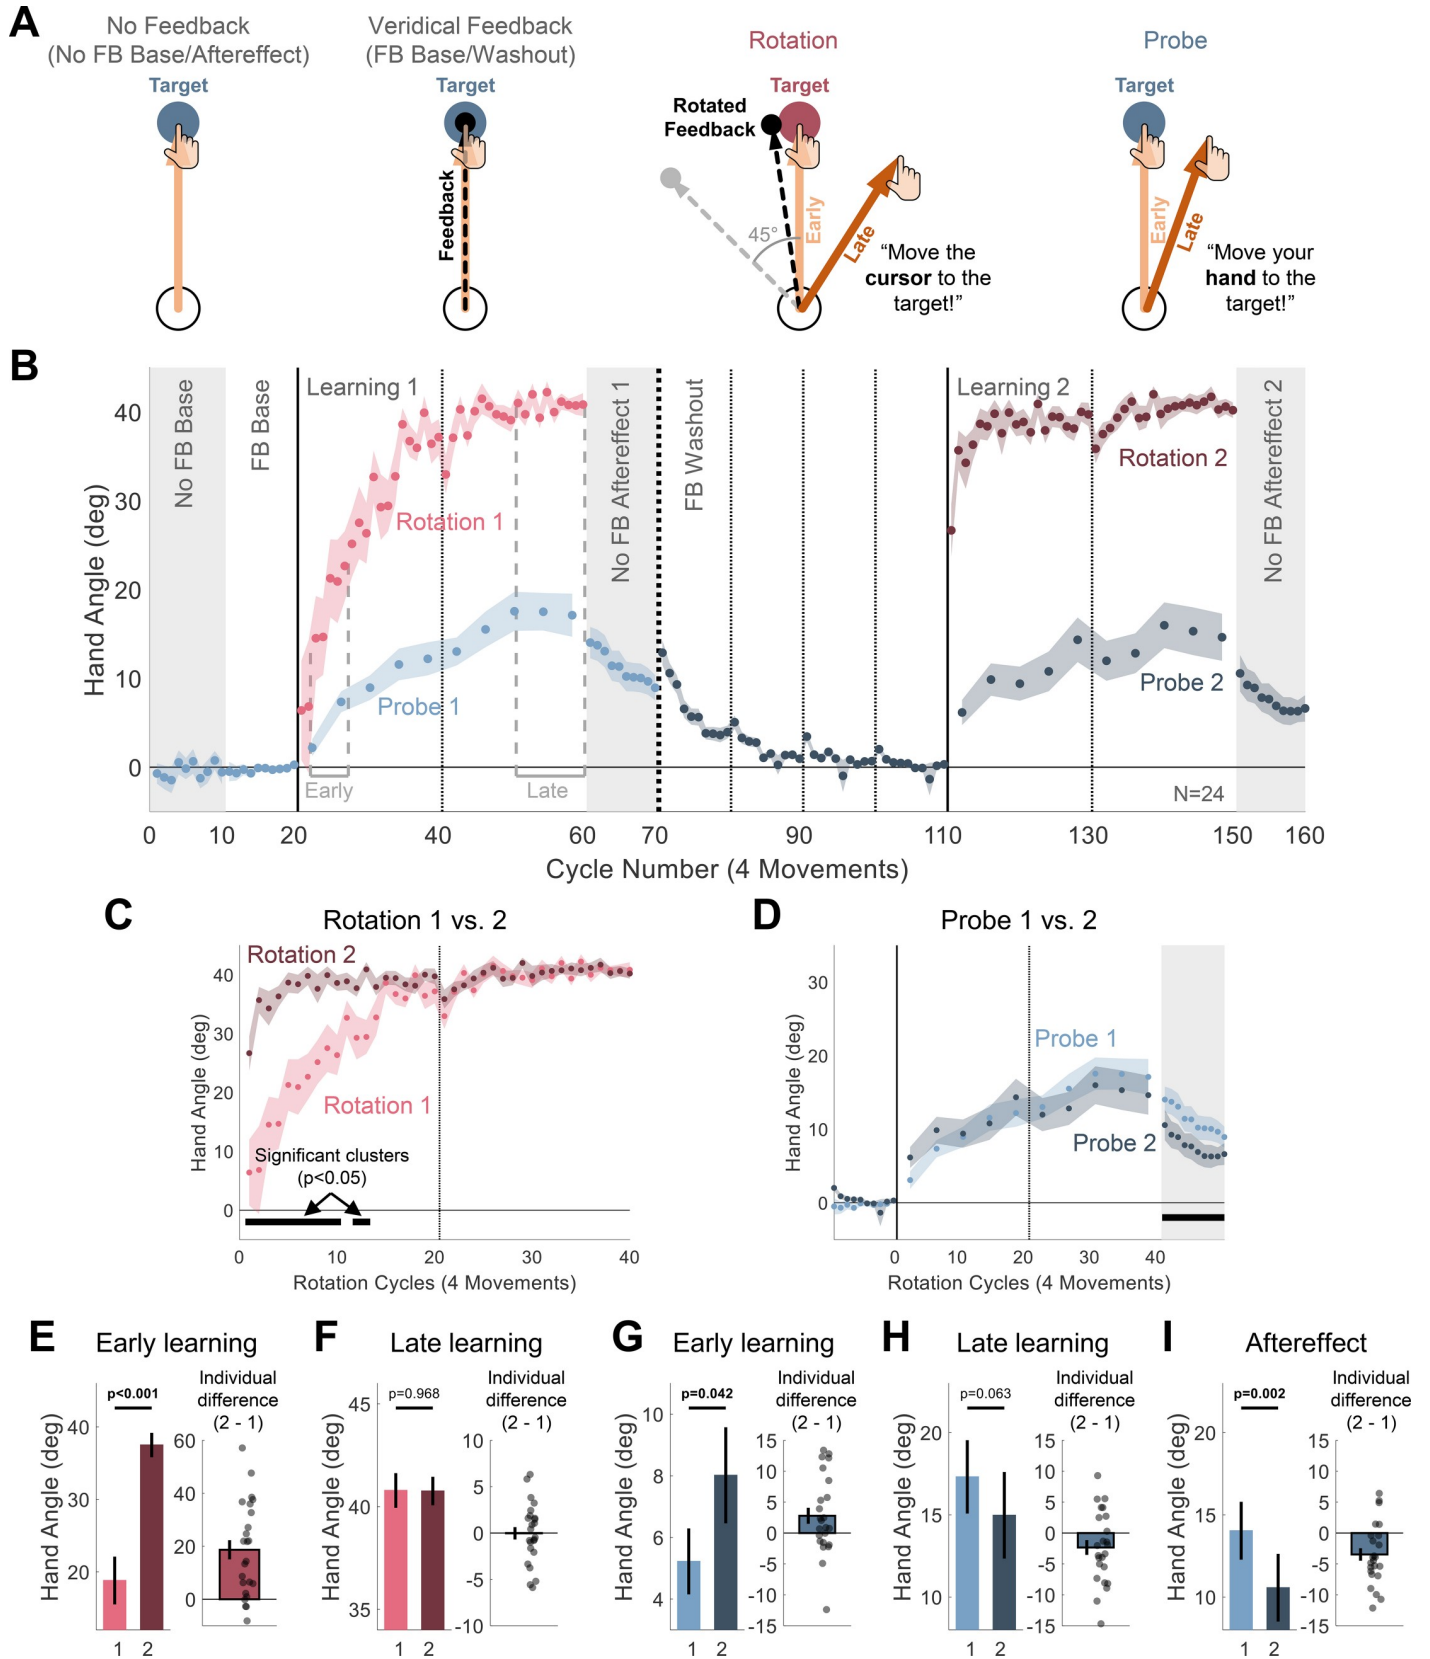 A
No Feedback
(No FB Base/Aftereffect)
Target
Veridical Feedback
(FB Base/Washout)
Target
Feedback
Rotation
Target
Rotated
Feedback
45°
Early
Late
“Move the
cursor to the
target!”
Probe
Target
Early
Late
“Move your
hand to the
target!”
B
Hand Angle (deg)
40
30
20
10
0
No FB Base
FB Base
Learning 1
Rotation 1
Probe 1
Early
Late
No FB Aftereffect 1
FB Washout
Learning 2
Rotation 2
Probe 2
No FB Aftereffect 2
N=24
0 10 20 40 60 70 90 110 130 150 160
Cycle Number (4 Movements)
C
Rotation 1 vs. 2
Hand Angle (deg)
40
30
20
10
0
Rotation 2
Rotation 1
Significant clusters
(p<0.05)
0 10 20 30 40
Rotation Cycles (4 Movements)
D
Probe 1 vs. 2
Hand Angle (deg)
30
20
10
0
Probe 1
Probe 2
0 10 20 30 40
Rotation Cycles (4 Movements)
E
Early learning
Hand Angle (deg)
40
30
20
p<0.001
1 2
Individual
difference
(2 - 1)
60
40
20
0
F
Late learning
Hand Angle (deg)
45
40
35
p=0.968
1 2
Individual
difference
(2 - 1)
10
5
0
-5
-10
G
Early learning
Hand Angle (deg)
10
8
6
4
p=0.042
1 2
Individual
difference
(2 - 1)
15
10
5
0
-5
-10
-15
H
Late learning
Hand Angle (deg)
20
15
10
p=0.063
1 2
Individual
difference
(2 - 1)
15
10
5
0
-5
-10
-15
I
Aftereffect
Hand Angle (deg)
20
15
10
p=0.002
1 2
Individual
difference
(2 - 1)
15
10
5
0
-5
-10
-15